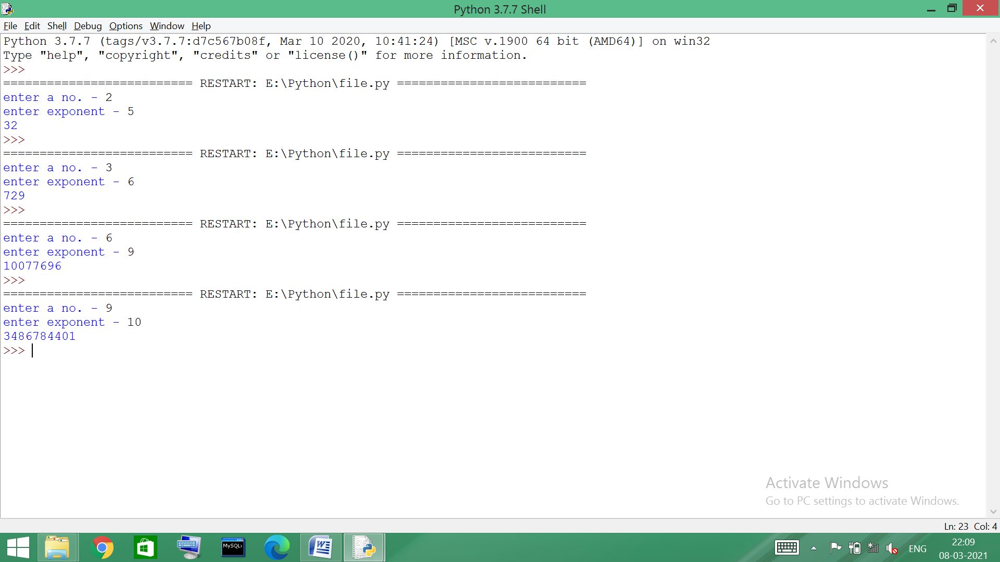 Python 3.7.7 Shell
File Edit Shell Debug Options Window Help
Python 3.7.7 (tags/v3.7.7:d7c567b08f, Mar 10 2020, 10:41:24) [MSC v.1900 64 bit (AMD64)] on win32
Type "help", "copyright", "credits" or "license()" for more information.
>>>
========================== RESTART: E:\Python\file.py ==========================
enter a no. - 2
enter exponent - 5
32
>>>
========================== RESTART: E:\Python\file.py ==========================
enter a no. - 3
enter exponent - 6
729
>>>
========================== RESTART: E:\Python\file.py ==========================
enter a no. - 6
enter exponent - 9
10077696
>>>
========================== RESTART: E:\Python\file.py ==========================
enter a no. - 9
enter exponent - 10
3486784401
>>>
Activate Windows
Go to PC settings to activate Windows.
Ln: 23 Col: 4
MySQL>
ENG
22:09
08-03-2021